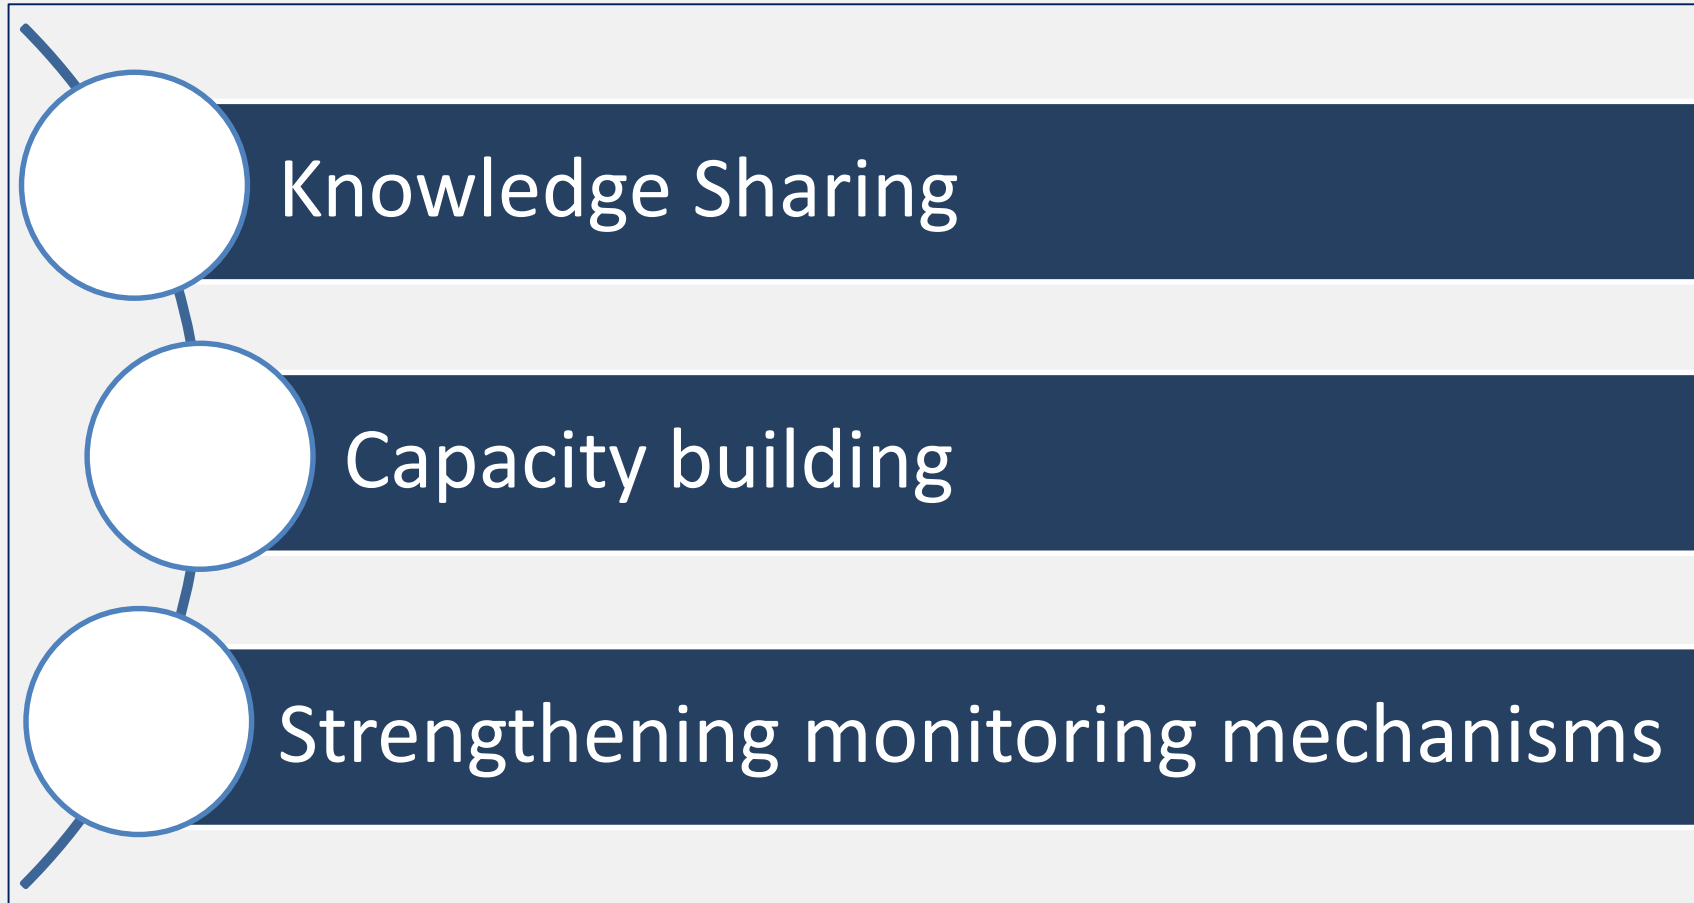 Knowledge Sharing
Capacity building
Strengthening monitoring mechanisms